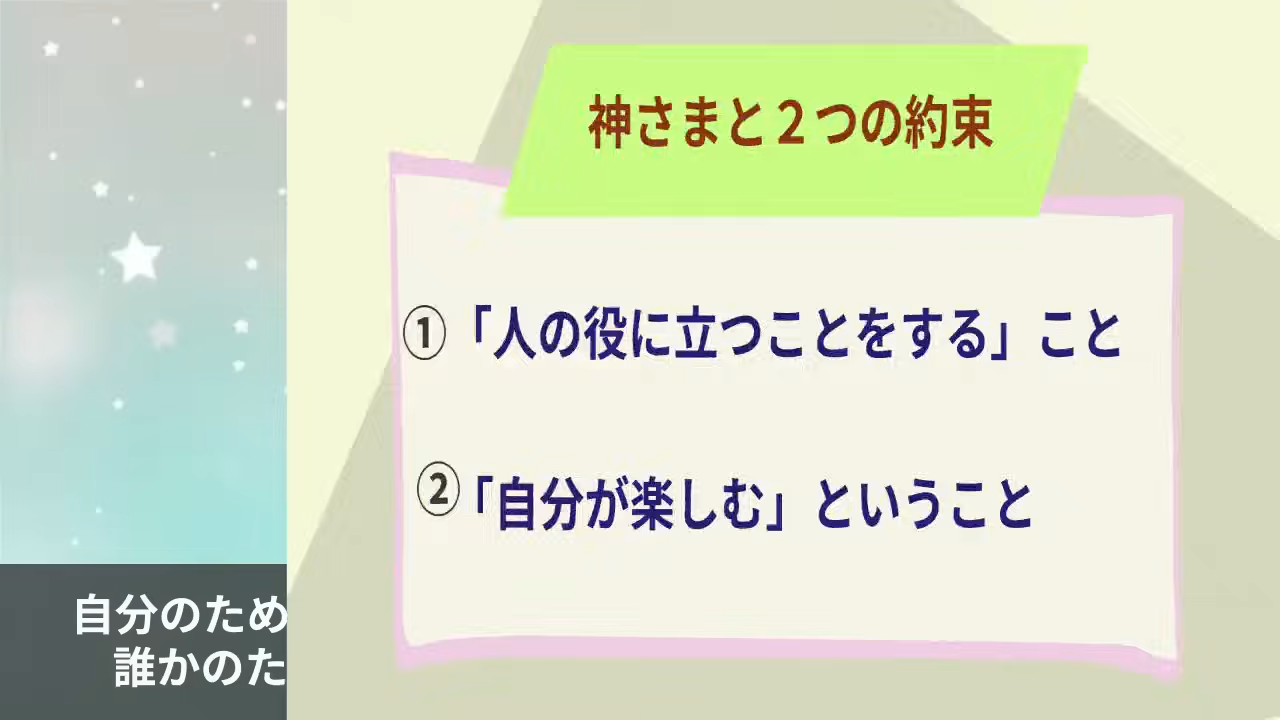 神さまと２つの約束
①「人の役に立つことをする」こと
②「自分が楽しむ」ということ
自分のため
誰かのた